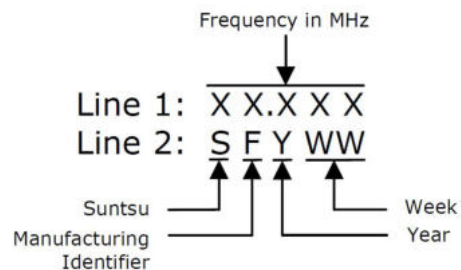 Frequency in MHz
Line 1: X X.X X X
Line 2: S F Y WW
Suntsu
Week
Manufacturing
Identifier
Year